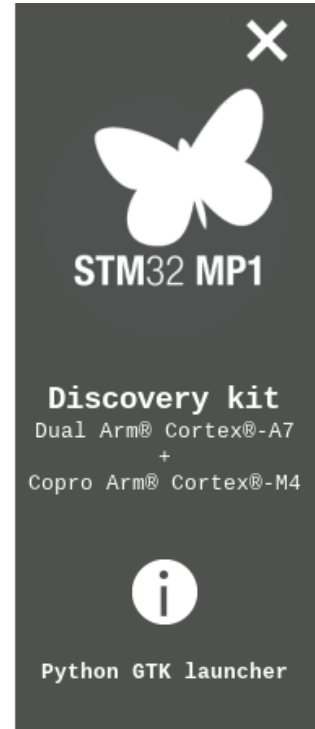 STM32 MP1
Discovery kit
Dual Arm® Cortex®-A7
+
Copro Arm® Cortex®-M4
i
Python GTK launcher